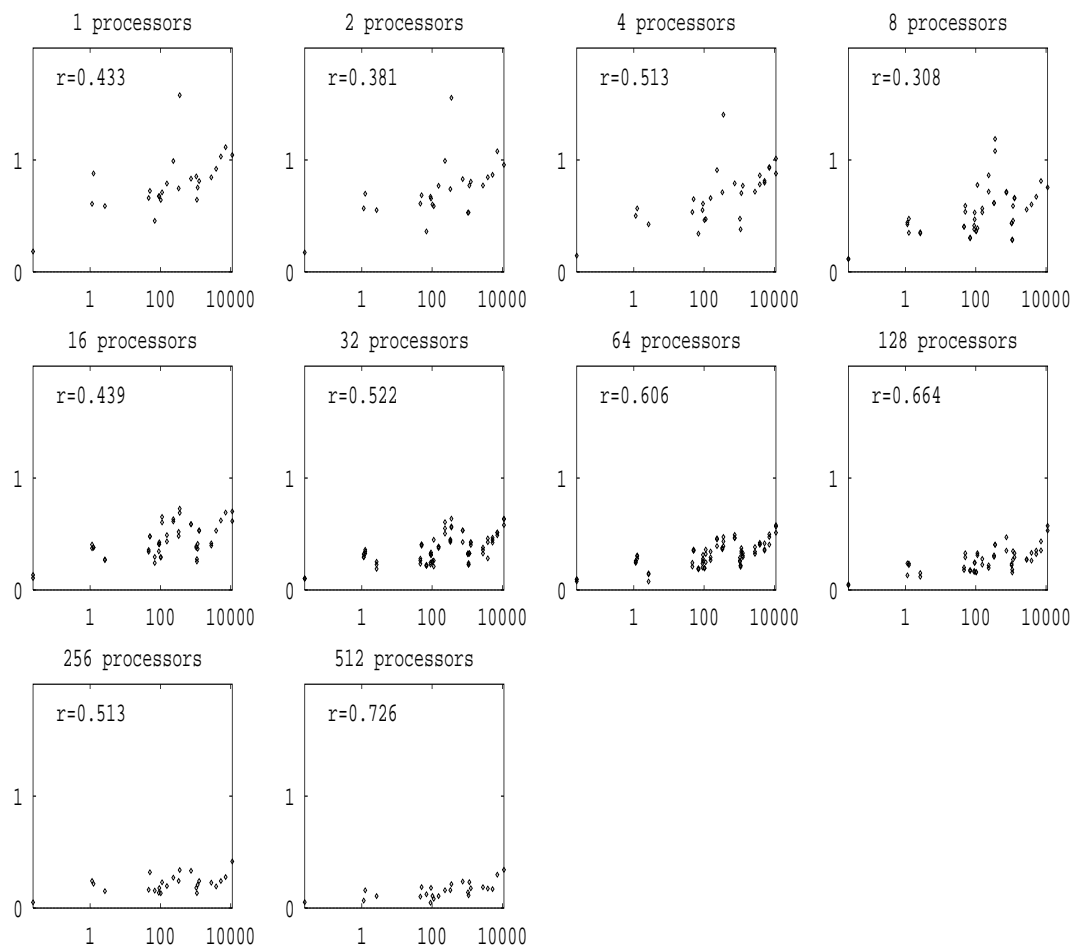 1 processors
2 processors
4 processors
8 processors
r=0.433
r=0.381
r=0.513
r=0.308
1
1
1
1
0
0
0
0
1 100 10000
1 100 10000
1 100 10000
1 100 10000
16 processors
32 processors
64 processors
128 processors
r=0.439
r=0.522
r=0.606
r=0.664
1
1
1
1
0
0
0
0
1 100 10000
1 100 10000
1 100 10000
1 100 10000
256 processors
512 processors
r=0.513
r=0.726
1
1
0
0
1 100 10000
1 100 10000